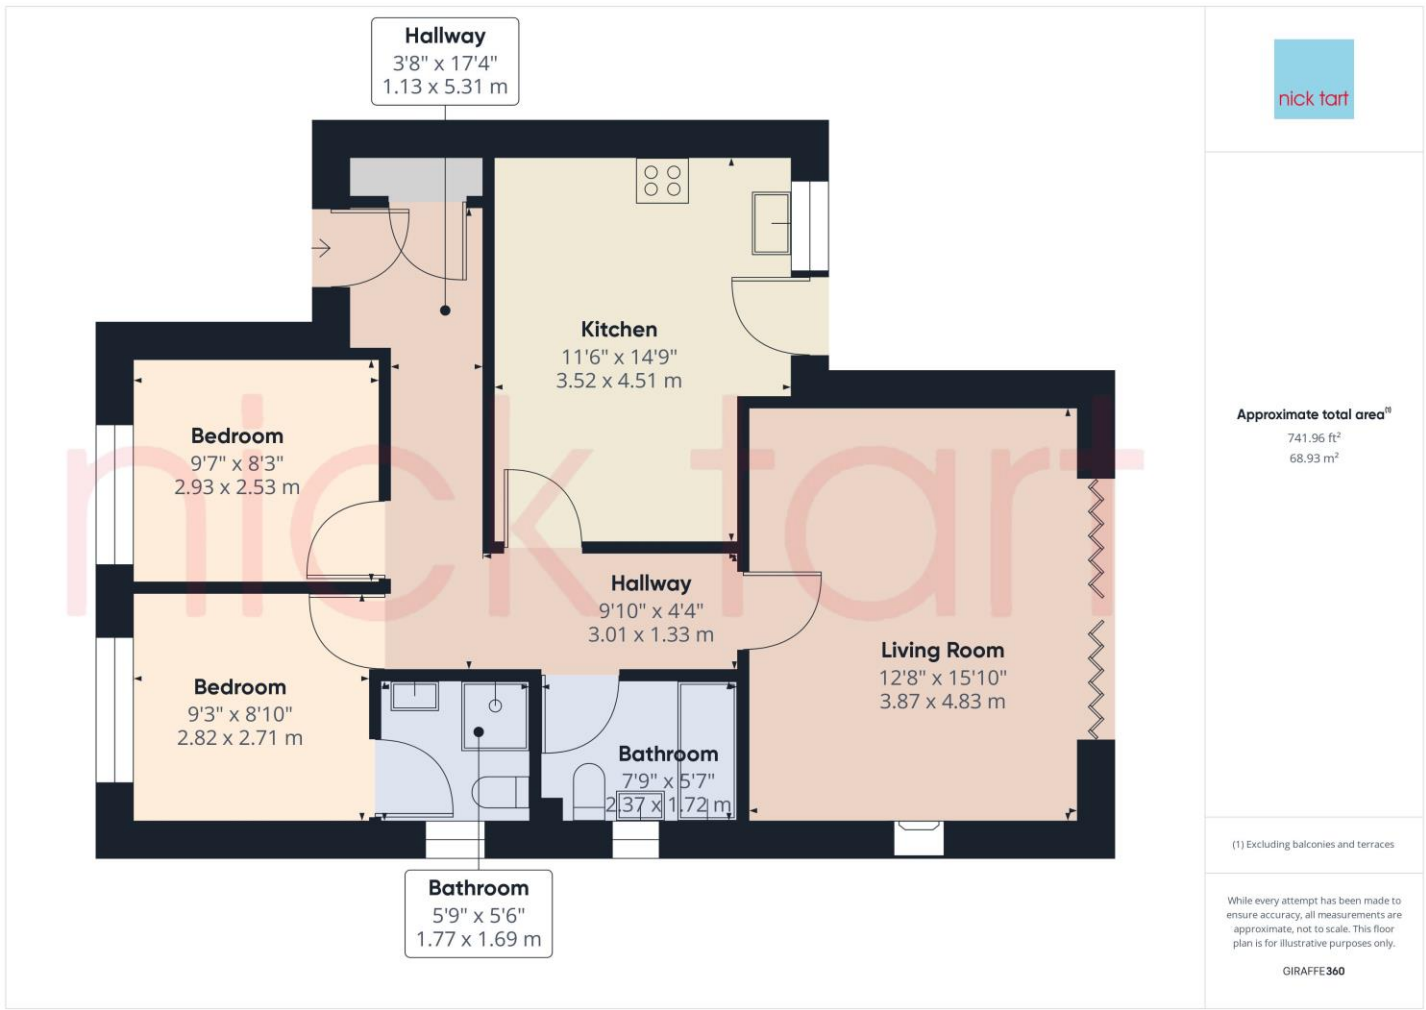 Hallway
3'8" x 17'4"
1.13 x 5.31 m
Kitchen
11'6" x 14'9"
3.52 x 4.51 m
Bedroom
9'7" x 8'3"
2.93 x 2.53 m
Hallway
9'10" x 4'4"
3.01 x 1.33 m
Living Room
12'8" x 15'10"
3.87 x 4.83 m
Bedroom
9'3" x 8'10"
2.82 x 2.71 m
Bathroom
7'9" x 5'7"
2.37 x 1.72 m
Bathroom
5'9" x 5'6"
1.77 x 1.69 m
nick tart
nick tart
Approximate total area(1)
741.96 ft²
68.93 m²
(1) Excluding balconies and terraces
While every attempt has been made to
ensure accuracy, all measurements are
approximate, not to scale. This floor
plan is for illustrative purposes only.
GIRAFFE360